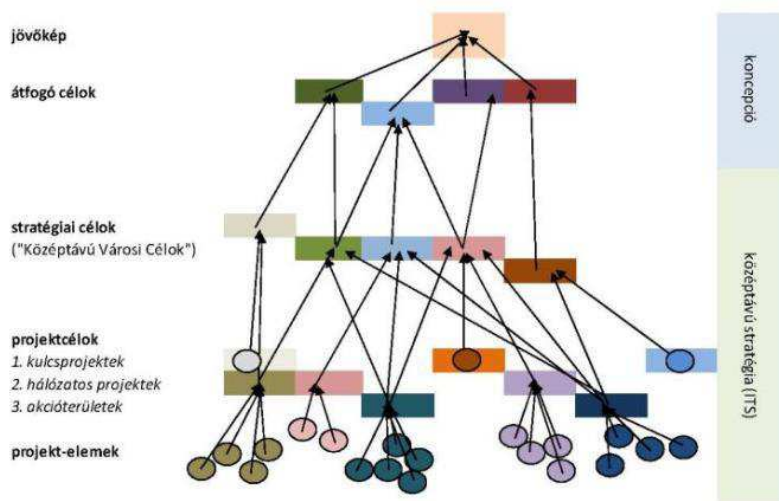 jövőkép
átfogó célok
stratégiai célok
("Középtávú Városi Célok")
projektcélok
1. kulcsprojektek
2. hálózatos projektek
3. akcióterületek
projekt-elemek
koncepció
középtávú stratégia (ITS)